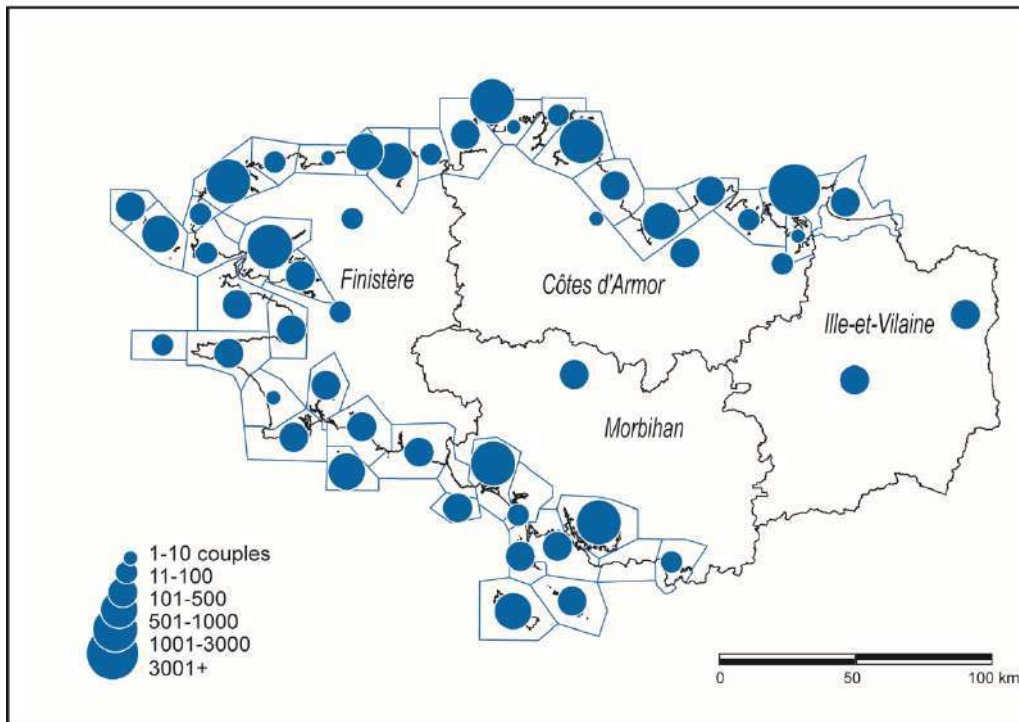 Finistère
Côtes d'Armor
Ille-et-Vilaine
Morbihan
1-10 couples
11-100
101-500
501-1000
1001-3000
3001+
0 50 100 km